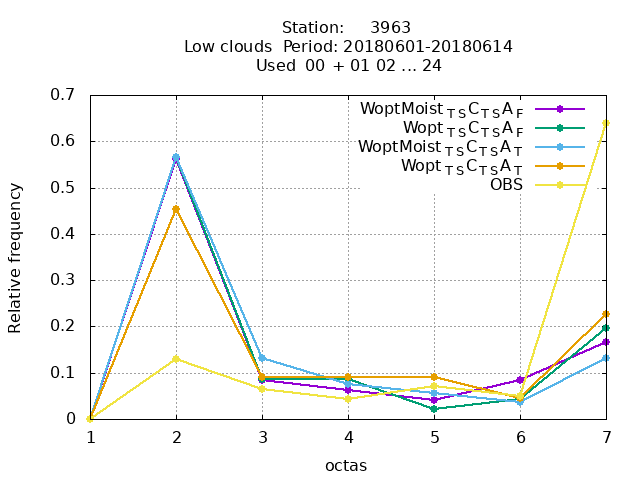 Station: 3963
Low clouds Period: 20180601-20180614
Used 00 + 01 02 ... 24
0.7
0.6
0.5
0.4
0.3
0.2
0.1
0
Relative frequency
WoptMoist TS C TS A F
Wopt TS C TS A F
WoptMoist TS C TS A T
Wopt TS C TS A T
OBS
1 2 3 4 5 6 7
octas